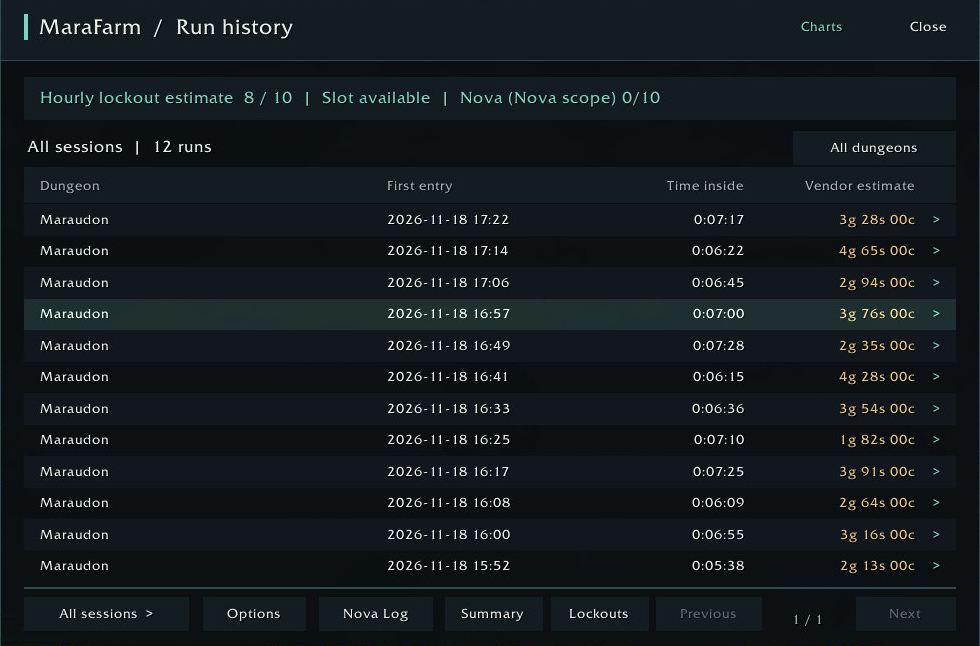 MaraFarm / Run history Charts Close
Hourly lockout estimate 8 / 10 | Slot available | Nova (Nova scope) 0/10
All sessions | 12 runs All dungeons
Dungeon First entry Time inside Vendor estimate
Maraudon 2026-11-18 17:22 0:07:17 3g 28s 00c >
Maraudon 2026-11-18 17:14 0:06:22 4g 65s 00c >
Maraudon 2026-11-18 17:06 0:06:45 2g 94s 00c >
Maraudon 2026-11-18 16:57 0:07:00 3g 76s 00c >
Maraudon 2026-11-18 16:49 0:07:28 2g 35s 00c >
Maraudon 2026-11-18 16:41 0:06:15 4g 28s 00c >
Maraudon 2026-11-18 16:33 0:06:36 3g 54s 00c >
Maraudon 2026-11-18 16:25 0:07:10 1g 82s 00c >
Maraudon 2026-11-18 16:17 0:07:25 3g 91s 00c >
Maraudon 2026-11-18 16:08 0:06:09 2g 64s 00c >
Maraudon 2026-11-18 16:00 0:06:55 3g 16s 00c >
Maraudon 2026-11-18 15:52 0:05:38 2g 13s 00c >
All sessions > Options Nova Log Summary Lockouts Previous 1 / 1 Next